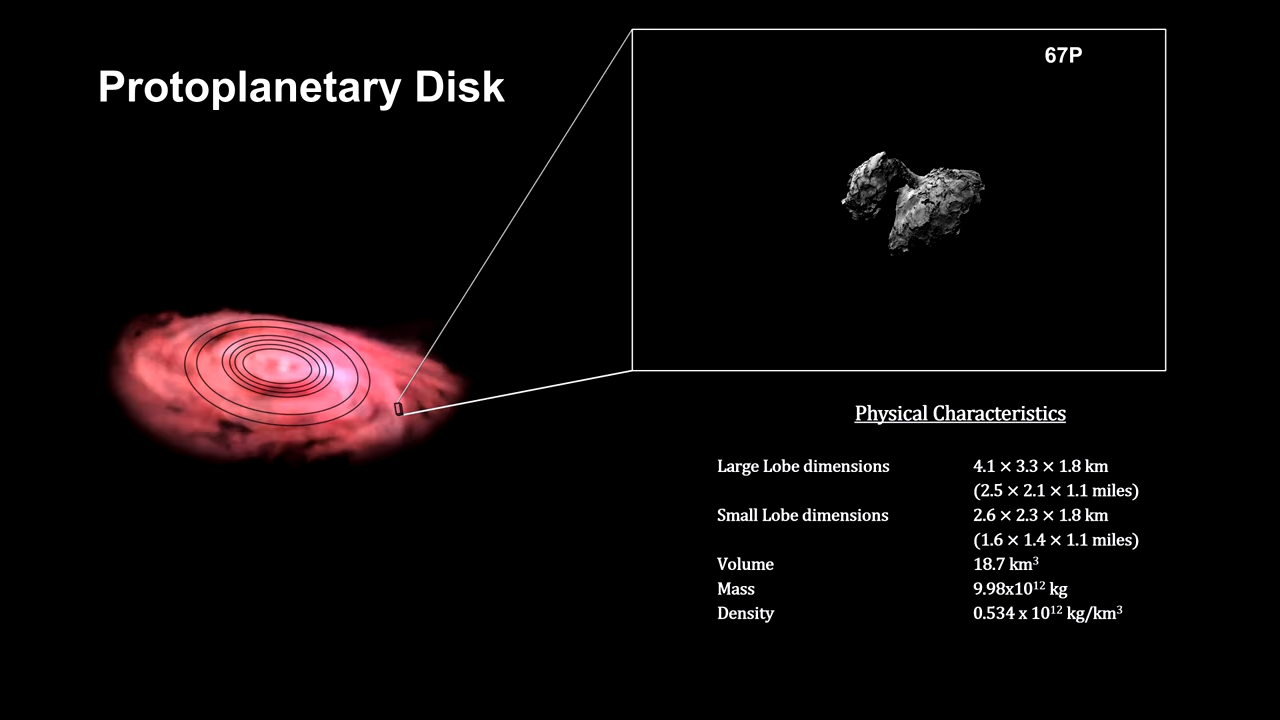 Protoplanetary Disk
67P
Physical Characteristics
Large Lobe dimensions 4.1 × 3.3 × 1.8 km
(2.5 × 2.1 × 1.1 miles)
Small Lobe dimensions 2.6 × 2.3 × 1.8 km
(1.6 × 1.4 × 1.1 miles)
Volume 18.7 km³
Mass 9.98x10¹² kg
Density 0.534 x 10¹² kg/km³